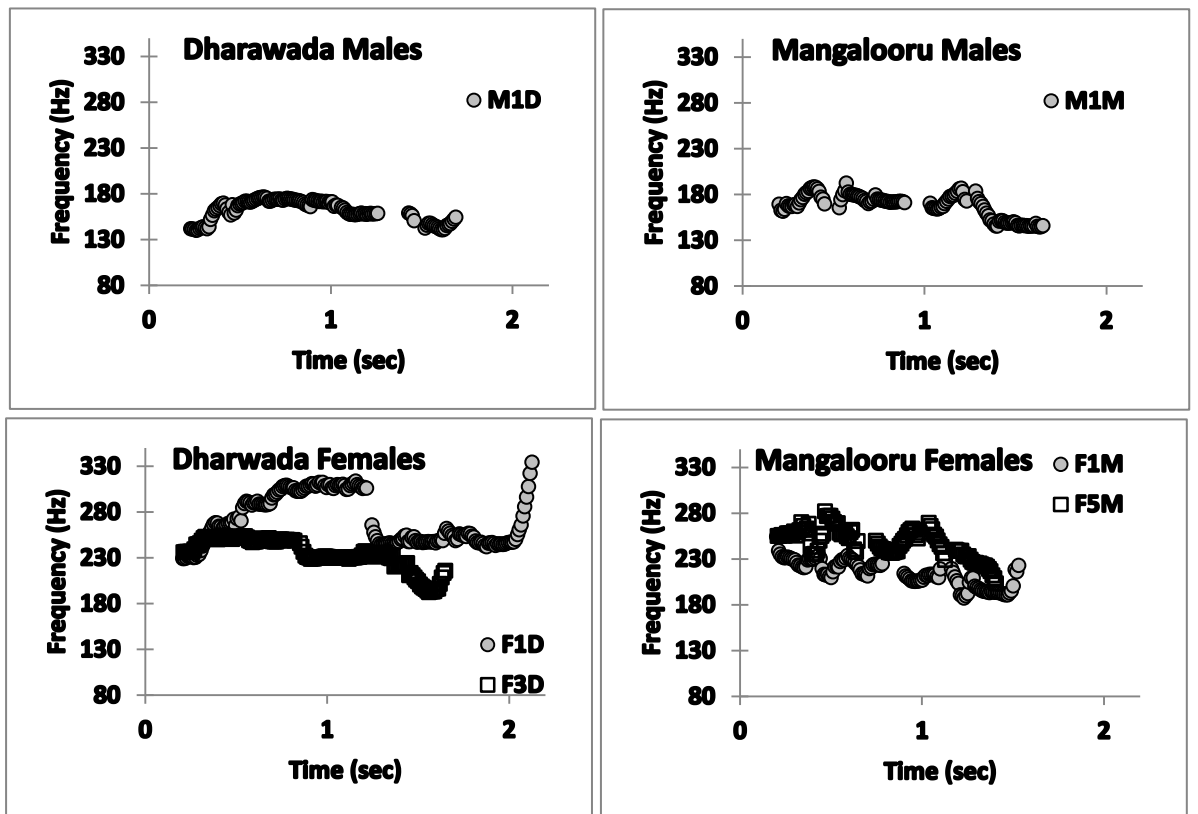 Dharawada Males
330
280
230
180
130
80
Frequency (Hz)
M1D
0 1 2
Time (sec)
Mangalooru Males
330
280
230
180
130
80
Frequency (Hz)
M1M
0 1 2
Time (sec)
Dharwada Females
330
280
230
180
130
80
Frequency (Hz)
F1D
F3D
0 1 2
Time (sec)
Mangalooru Females
330
280
230
180
130
80
Frequency (Hz)
F1M
F5M
0 1 2
Time (sec)